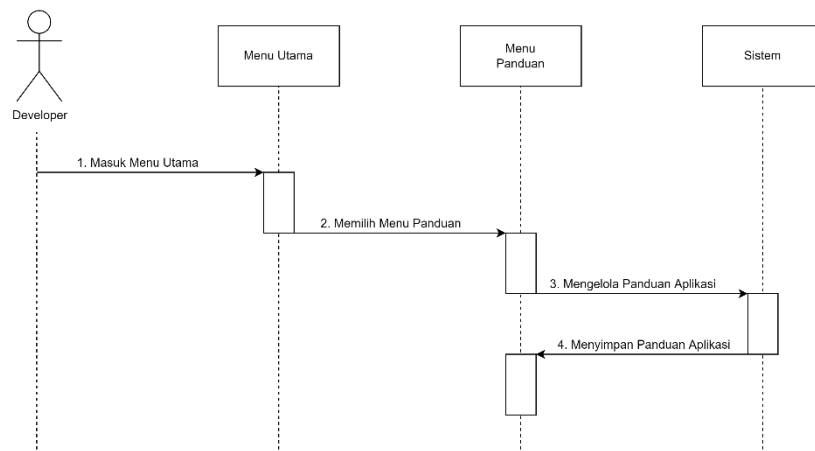 Developer
Menu Utama
Menu
Panduan
Sistem
1. Masuk Menu Utama
2. Memilih Menu Panduan
3. Mengelola Panduan Aplikasi
4. Menyimpan Panduan Aplikasi